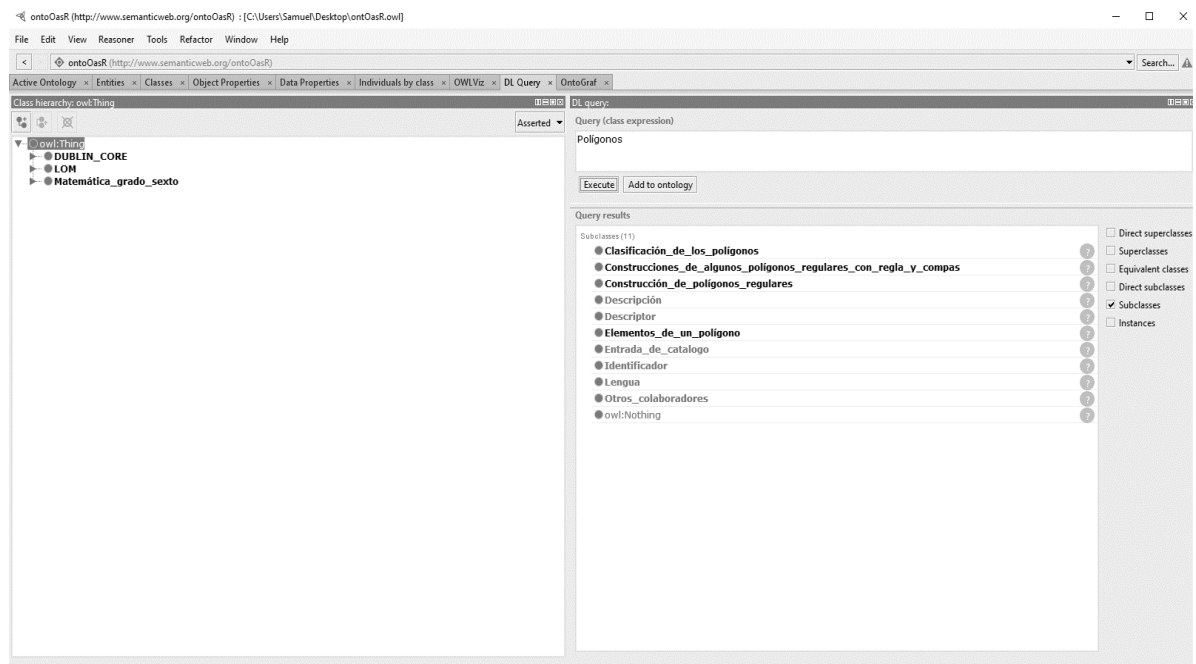 ontoOasR (http://www.semanticweb.org/ontoOasR) : [C:\Users\Samuel\Desktop\ontOasR.owl]
File Edit View Reasoner Tools Refactor Window Help
< ontoOasR (http://www.semanticweb.org/ontoOasR) Search...
Active Ontology × Entities × Classes × Object Properties × Data Properties × Individuals by class × OWLViz × DL Query × OntoGraf ×
Class hierarchy: owl:Thing
Asserted
owl:Thing
DUBLIN_CORE
LOM
Matemática_grado_sexto
DL query:
Query (class expression)
Polígonos
Execute Add to ontology
Query results
Subclasses (11)
Clasificación_de_los_polígonos ?
Construcciones_de_algunos_polígonos_regulares_con_regla_y_compas ?
Construcción_de_polígonos_regulares ?
Descripción ?
Descriptor ?
Elementos_de_un_polígono ?
Entrada_de_catalogo ?
Identificador ?
Lengua ?
Otros_colaboradores ?
owl:Nothing ?
Direct superclasses
Superclasses
Equivalent classes
Direct subclasses
Subclasses
Instances